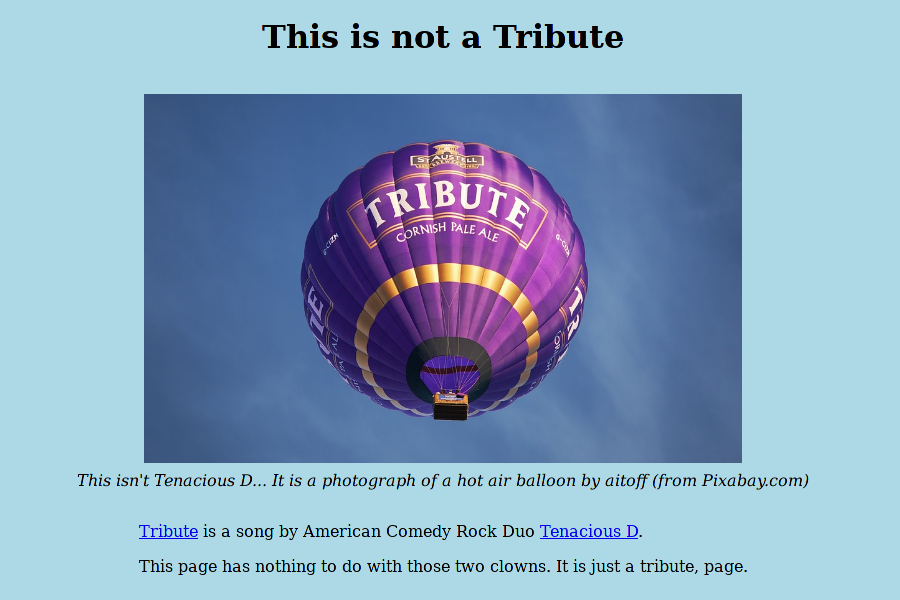 This is not a Tribute
ST AUSTELL
TRIBUTE
CORNISH PALE ALE
This isn't Tenacious D... It is a photograph of a hot air balloon by aitoff (from Pixabay.com)
Tribute is a song by American Comedy Rock Duo Tenacious D.
This page has nothing to do with those two clowns. It is just a tribute, page.